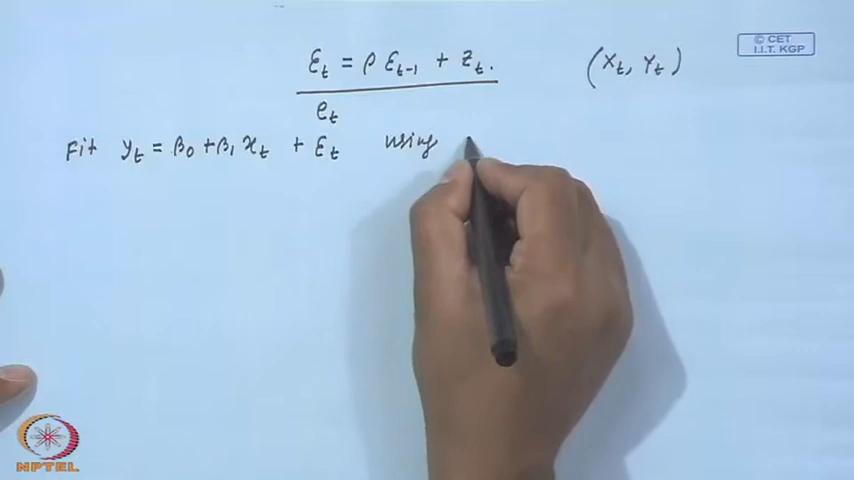 εt = ρ εt-1 + Zt. (Xt, Yt)
© CET
I.I.T. KGP
et
Fit yt = β0 + β1 xt + εt using
NPTEL